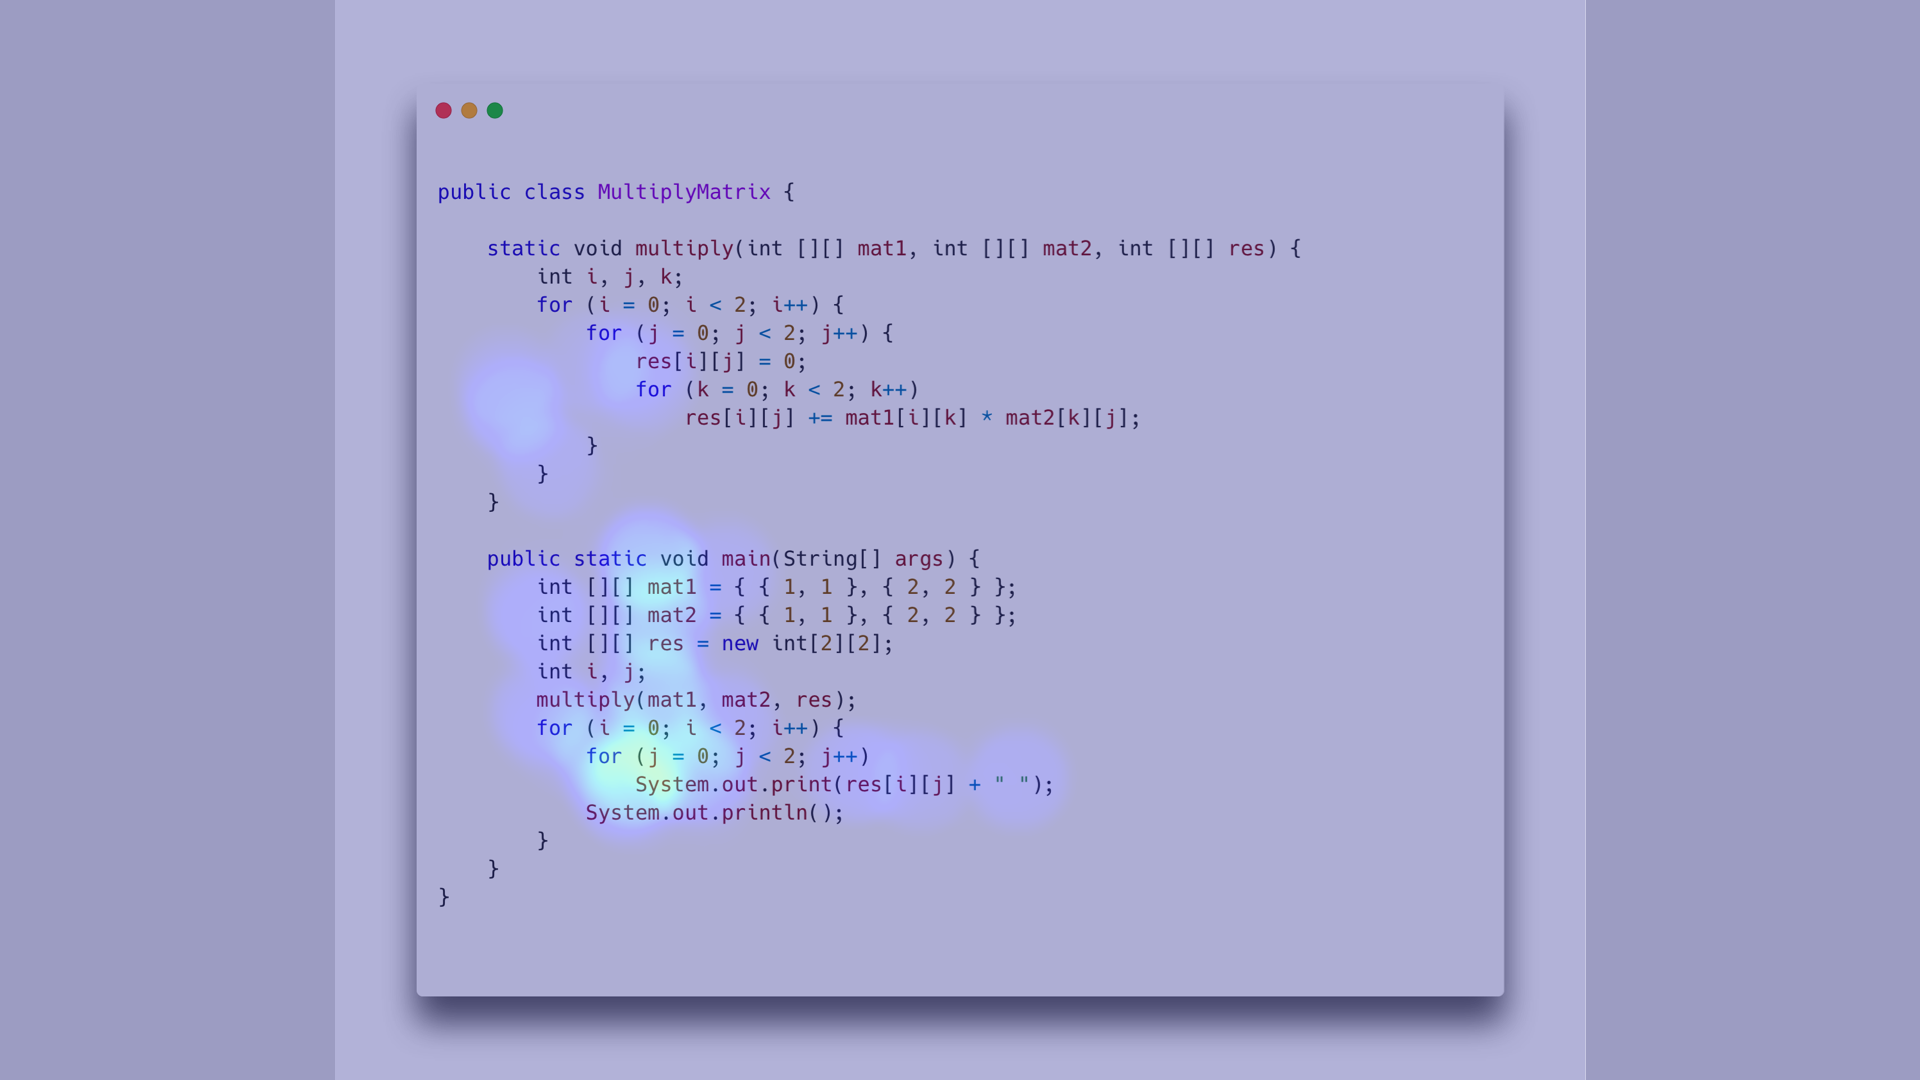 public class MultiplyMatrix {
    static void multiply(int [][] mat1, int [][] mat2, int [][] res) {
        int i, j, k;
        for (i = 0; i < 2; i++) {
            for (j = 0; j < 2; j++) {
                res[i][j] = 0;
                for (k = 0; k < 2; k++)
                    res[i][j] += mat1[i][k] * mat2[k][j];
            }
        }
    }
    public static void main(String[] args) {
        int [][] mat1 = { { 1, 1 }, { 2, 2 } };
        int [][] mat2 = { { 1, 1 }, { 2, 2 } };
        int [][] res = new int[2][2];
        int i, j;
        multiply(mat1, mat2, res);
        for (i = 0; i < 2; i++) {
            for (j = 0; j < 2; j++)
                System.out.print(res[i][j] + " ");
            System.out.println();
        }
    }
}